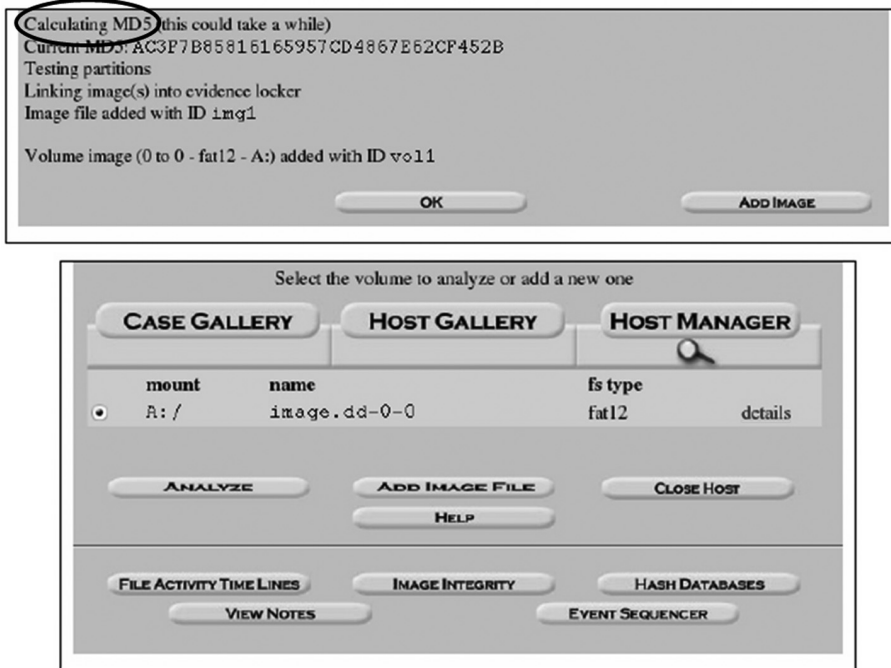 Calculating MD5 (this could take a while)
Current MD5: AC3F7B85816165957CD4867E62CF452B
Testing partitions
Linking image(s) into evidence locker
Image file added with ID img1
Volume image (0 to 0 - fat12 - A:) added with ID vol1
OK ADD IMAGE
Select the volume to analyze or add a new one
CASE GALLERY HOST GALLERY HOST MANAGER
mount name fs type
A:/ image.dd-0-0 fat12 details
ANALYZE ADD IMAGE FILE CLOSE HOST
HELP
FILE ACTIVITY TIME LINES IMAGE INTEGRITY HASH DATABASES
VIEW NOTES EVENT SEQUENCER